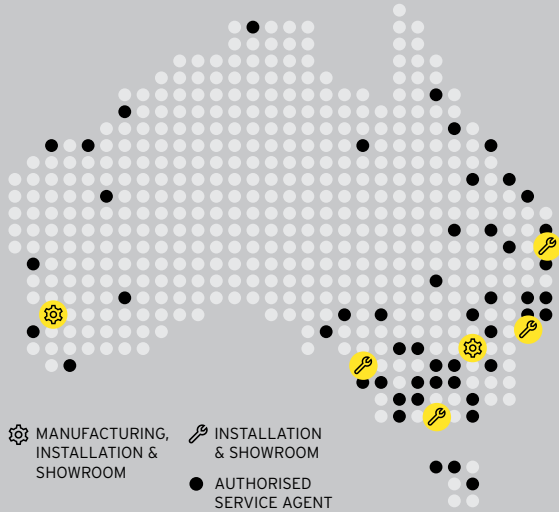 MANUFACTURING,
INSTALLATION &
SHOWROOM
INSTALLATION
& SHOWROOM
AUTHORISED
SERVICE AGENT